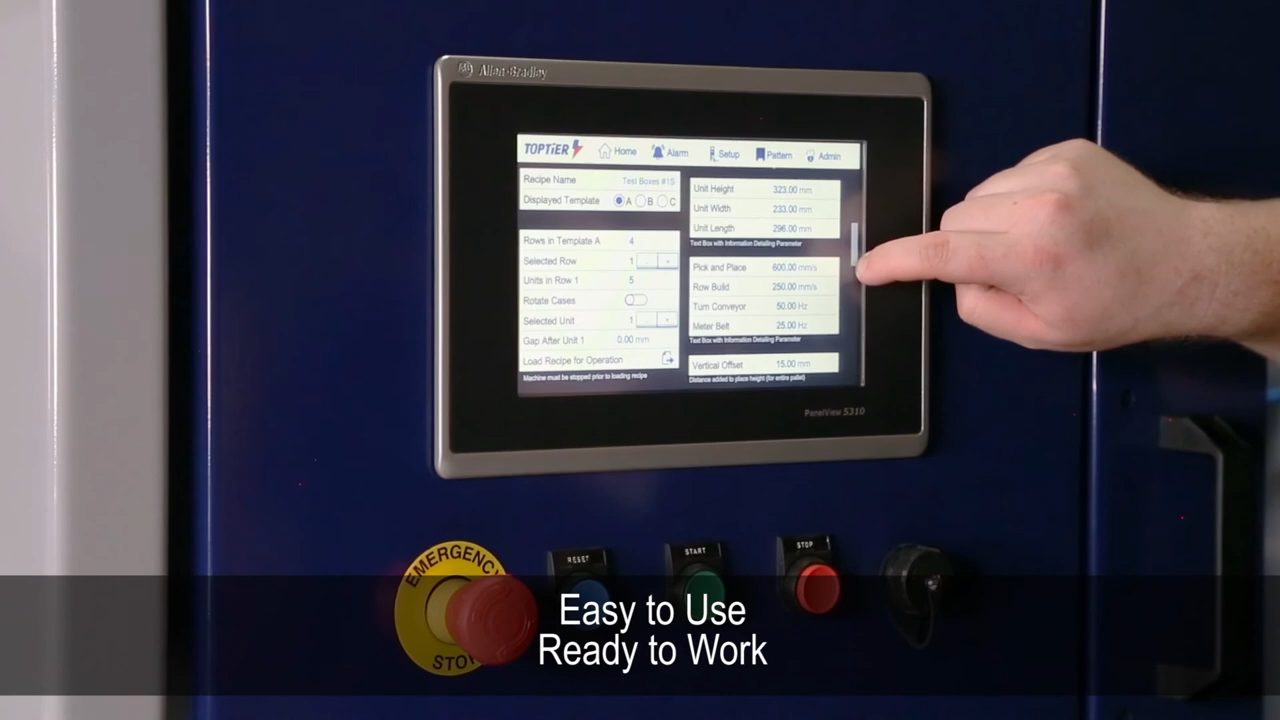 Allen-Bradley
TOPTIER Home Alarm Setup Pattern Admin
Recipe Name Test Boxes #1S
Displayed Template A B C
Rows in Template A 4
Selected Row 1 - +
Units in Row 1 5
Rotate Cases
Selected Unit 1 - +
Gap After Unit 1 0.00 mm
Load Recipe for Operation
Machine must be stopped prior to loading recipe
Unit Height 323.00 mm
Unit Width 233.00 mm
Unit Length 298.00 mm
Test Box with Information Detailing Parameter
Pick and Place 600.00 mm/s
Row Build 250.00 mm/s
Turn Conveyor 50.00 Hz
Meter Belt 25.00 Hz
Test Box with Information Detailing Parameter
Vertical Offset 15.00 mm
Distance added to place height (for entire pallet)
PanelView 5310
EMERGENCY
STOP
RESET
START
STOP
Easy to Use
Ready to Work